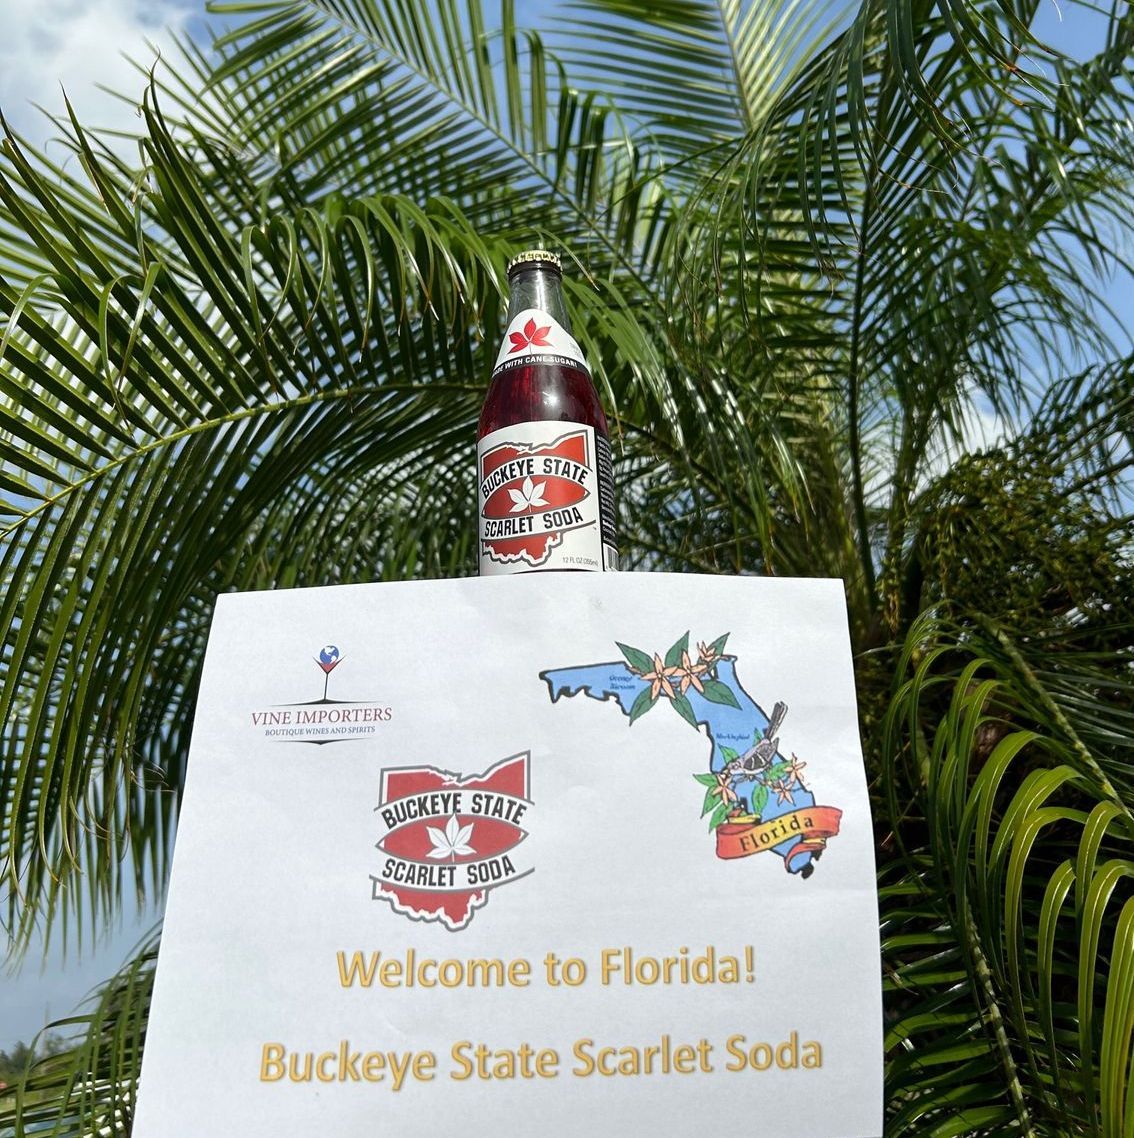 MADE WITH CANE SUGAR!
BUCKEYE STATE
SCARLET SODA
12 FL OZ (355ml)
VINE IMPORTERS
BOUTIQUE WINES AND SPIRITS
Orange
Blossom
Mockingbird
Florida
BUCKEYE STATE
SCARLET SODA
Welcome to Florida!
Buckeye State Scarlet Soda